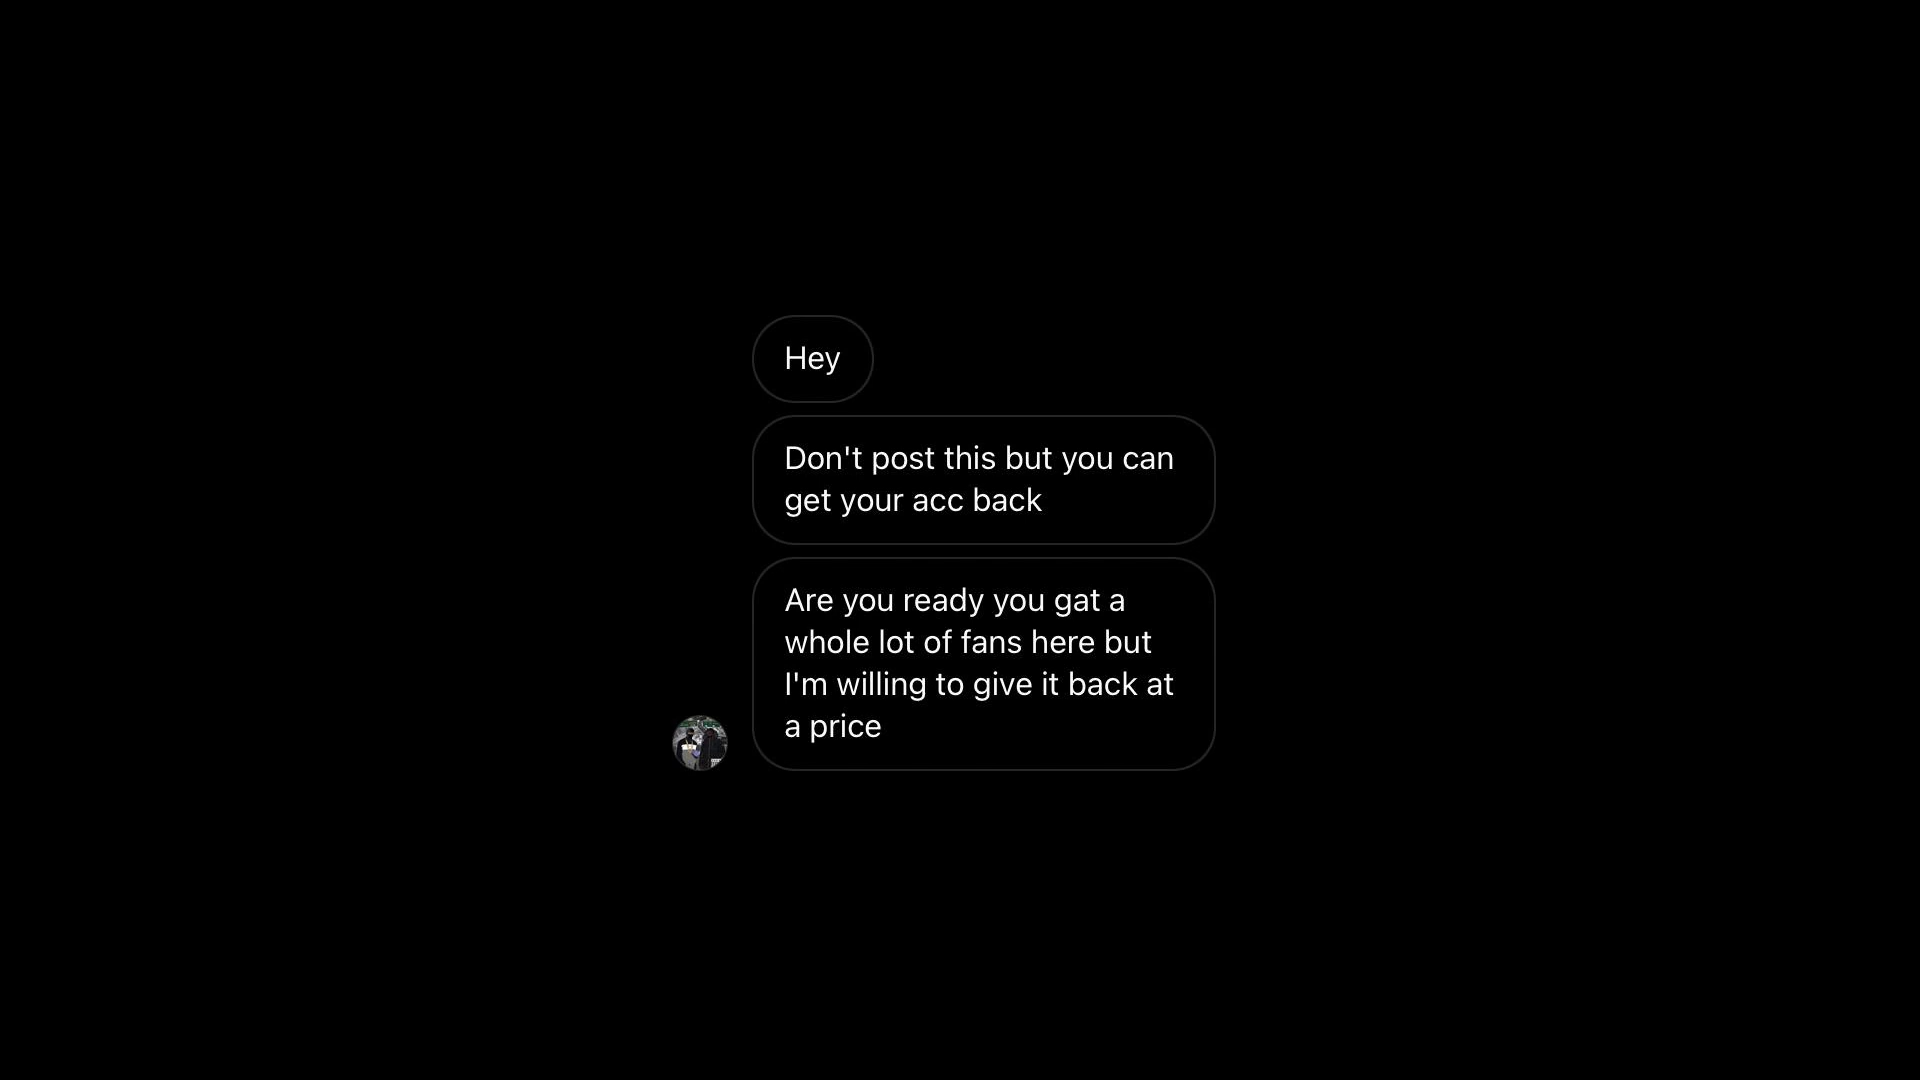 Hey
Don't post this but you can
get your acc back
Are you ready you gat a
whole lot of fans here but
I'm willing to give it back at
a price